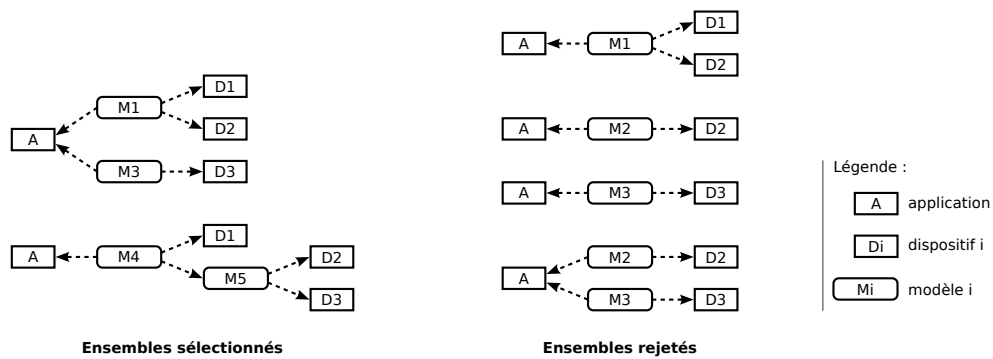 M1
D1
D2
A
M3
D3
A
M4
D1
M5
D2
D3
Ensembles sélectionnés
A
M1
D1
D2
A
M2
D2
A
M3
D3
A
M2
D2
M3
D3
Ensembles rejetés
Légende :
A application
Di dispositif i
Mi modèle i